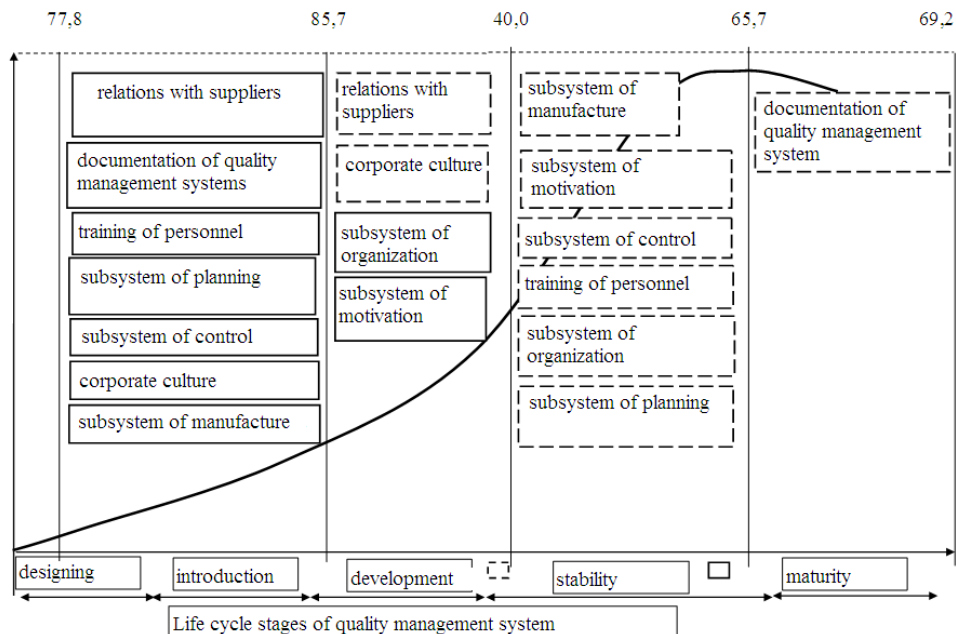 77,8
85,7
40,0
65,7
69,2
relations with suppliers
documentation of quality
management systems
training of personnel
subsystem of planning
subsystem of control
corporate culture
subsystem of manufacture
relations with
suppliers
corporate culture
subsystem of
organization
subsystem of
motivation
subsystem of
manufacture
subsystem of
motivation
subsystem of control
training of personnel
subsystem of
organization
subsystem of planning
documentation of
quality management
system
designing
introduction
development
stability
maturity
Life cycle stages of quality management system